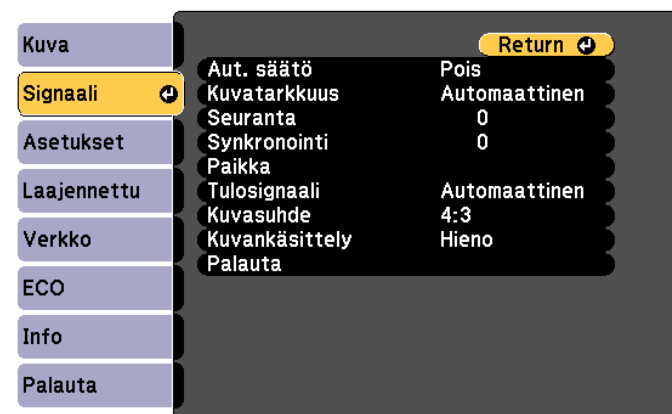 Kuva
Signaali
Asetukset
Laajennettu
Verkko
ECO
Info
Palauta
Return
Aut. säätö Pois
Kuvatarkkuus Automaattinen
Seuranta 0
Synkronointi 0
Paikka
Tulosignaali Automaattinen
Kuvasuhde 4:3
Kuvankäsittely Hieno
Palauta